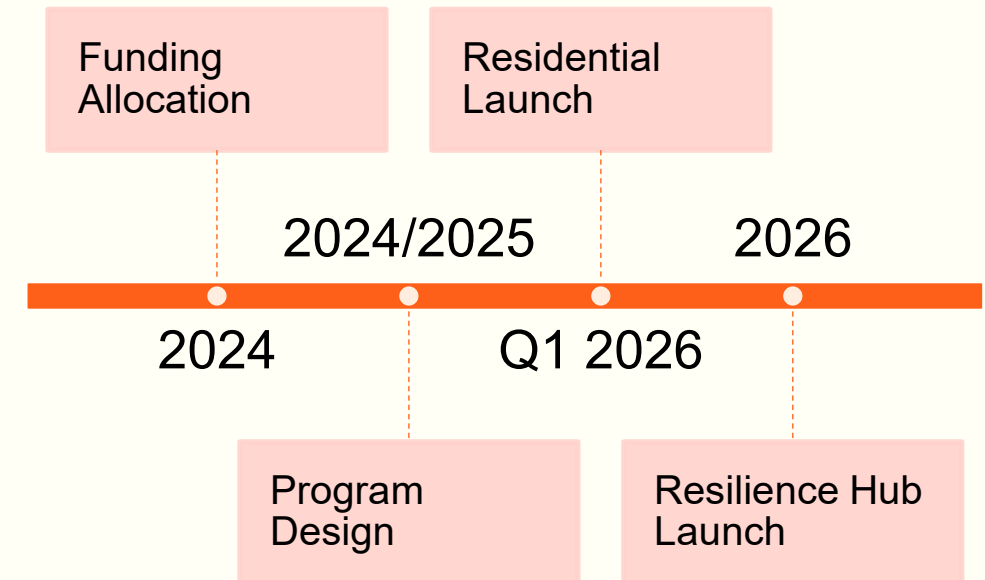 Funding
Allocation
Residential
Launch
2024/2025
2026
2024
Q1 2026
Program
Design
Resilience Hub
Launch